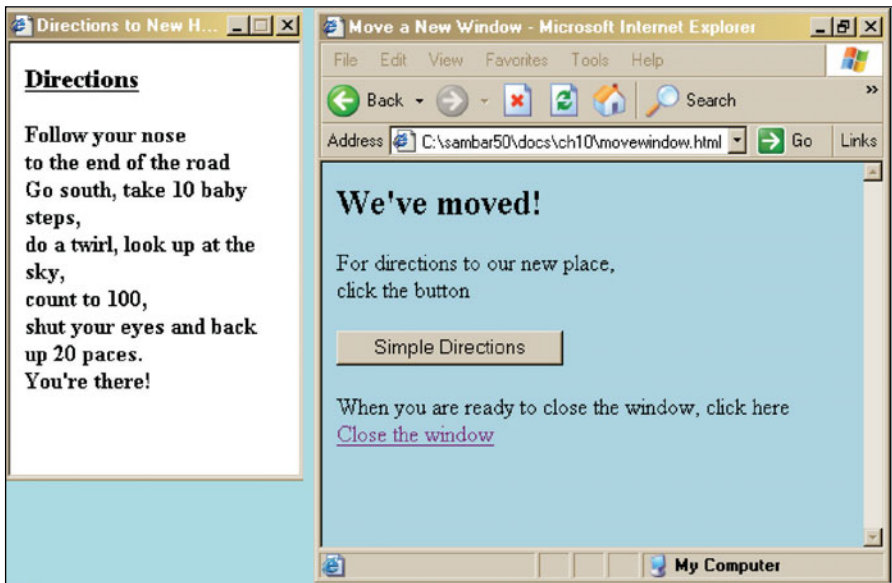 Directions to New H...
Directions
Follow your nose
to the end of the road
Go south, take 10 baby
steps,
do a twirl, look up at the
sky,
count to 100,
shut your eyes and back
up 20 paces.
You're there!
Move a New Window - Microsoft Internet Explorer
File Edit View Favorites Tools Help
Back Search »
Address C:\sambar50\docs\ch10\movewindow.html Go Links
We've moved!
For directions to our new place,
click the button
Simple Directions
When you are ready to close the window, click here
Close the window
My Computer